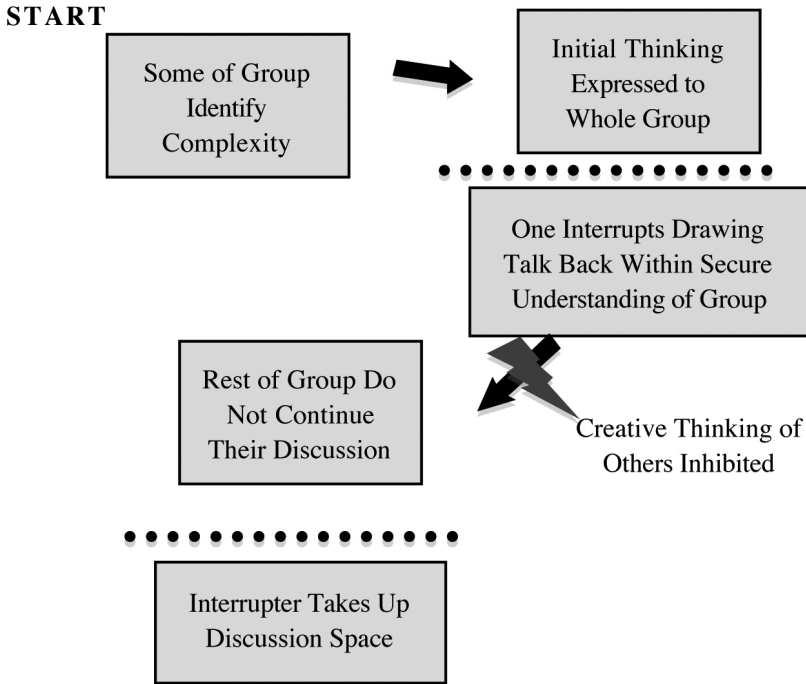 START
Some of Group
Identify
Complexity
Initial Thinking
Expressed to
Whole Group
One Interrupts Drawing
Talk Back Within Secure
Understanding of Group
Rest of Group Do
Not Continue
Their Discussion
Creative Thinking of
Others Inhibited
Interrupter Takes Up
Discussion Space